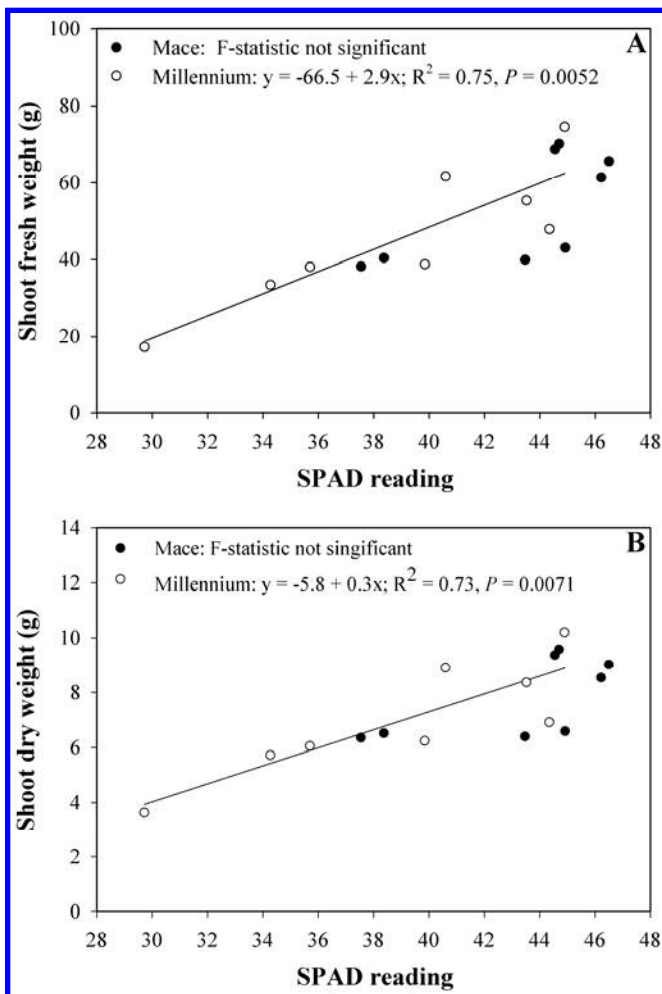 A
Mace: F-statistic not significant
Millennium: y = -66.5 + 2.9x; R² = 0.75, P = 0.0052
Shoot fresh weight (g)
100
80
60
40
20
0
28 30 32 34 36 38 40 42 44 46 48
SPAD reading
B
Mace: F-statistic not singificant
Millennium: y = -5.8 + 0.3x; R² = 0.73, P = 0.0071
Shoot dry weight (g)
14
12
10
8
6
4
2
0
28 30 32 34 36 38 40 42 44 46 48
SPAD reading